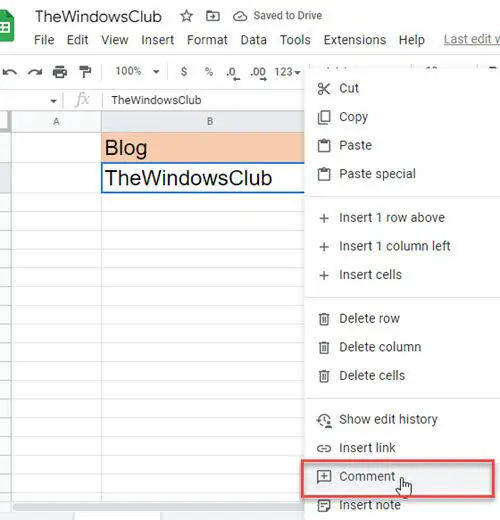 TheWindowsClub
Saved to Drive
File Edit View Insert Format Data Tools Extensions Help Last edit
100% $ % .0 .00 123
fx TheWindowsClub
A B
Blog
TheWindowsClub
Cut
Copy
Paste
Paste special
Insert 1 row above
Insert 1 column left
Insert cells
Delete row
Delete column
Delete cells
Show edit history
Insert link
Comment
Insert note